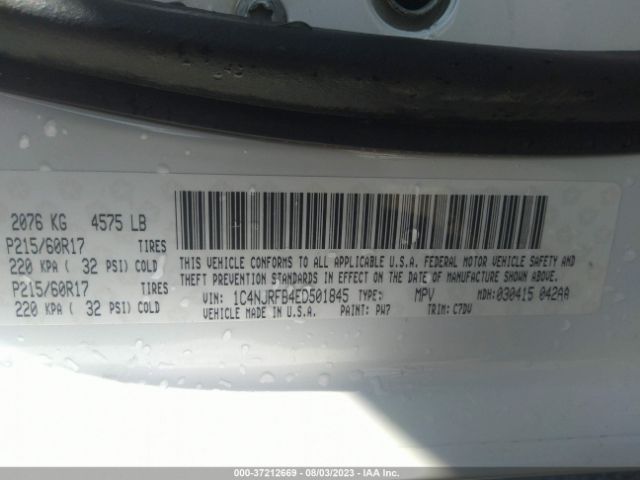 2076 KG 4575 LB
P215/60R17 TIRES
220 KPA ( 32 PSI) COLD
P215/60R17 TIRES
220 KPA ( 32 PSI) COLD
THIS VEHICLE CONFORMS TO ALL APPLICABLE U.S.A. FEDERAL MOTOR VEHICLE SAFETY AND
THEFT PREVENTION STANDARDS IN EFFECT ON THE DATE OF MANUFACTURE SHOWN ABOVE.
VIN: 1C4NJRFB4ED501845 TYPE: MPV MDH:030415 042AA
VEHICLE MADE IN U.S.A. PAINT: PW7 TRIM: C7DV
000-37212669 - 08/03/2023 - IAA Inc.